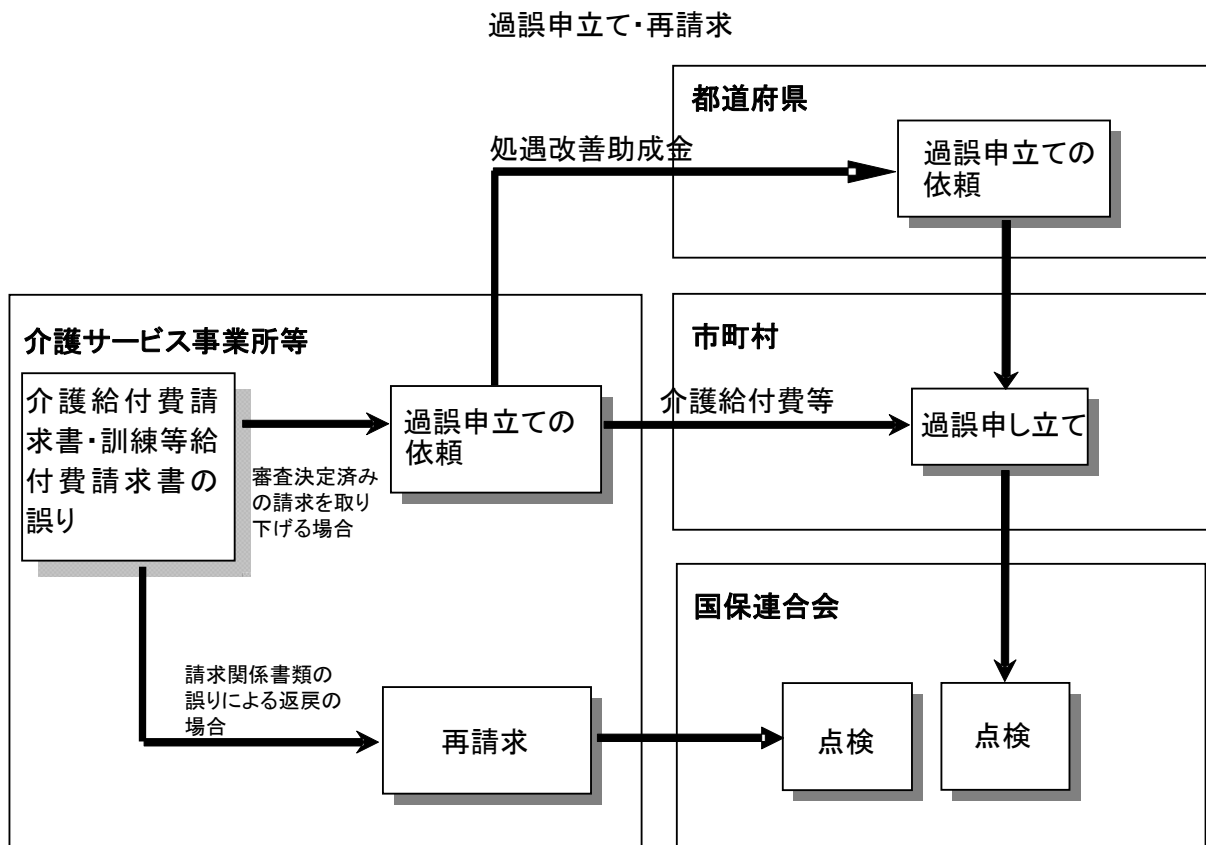 過誤申立て・再請求
都道府県
処遇改善助成金
過誤申立ての
依頼
介護サービス事業所等
市町村
介護給付費請
求書・訓練等給
付費請求書の
誤り
審査決定済み
の請求を取り
下げる場合
過誤申立ての
依頼
介護給付費等
過誤申し立て
国保連合会
請求関係書類の
誤りによる返戻の
場合
再請求
点検
点検